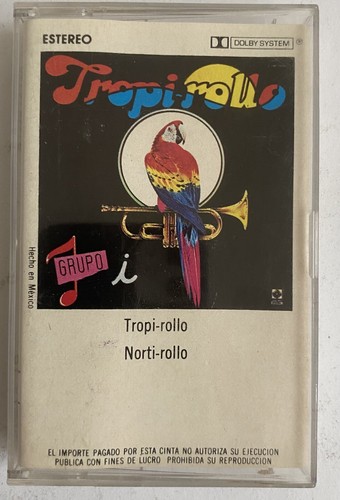 ESTEREO
DOLBY SYSTEM ®
Tropi-rollo
GRUPO i
Hecho en México
Tropi-rollo
Norti-rollo
EL IMPORTE PAGADO POR ESTA CINTA NO AUTORIZA SU EJECUCION
PUBLICA CON FINES DE LUCRO PROHIBIDA SU REPRODUCCION